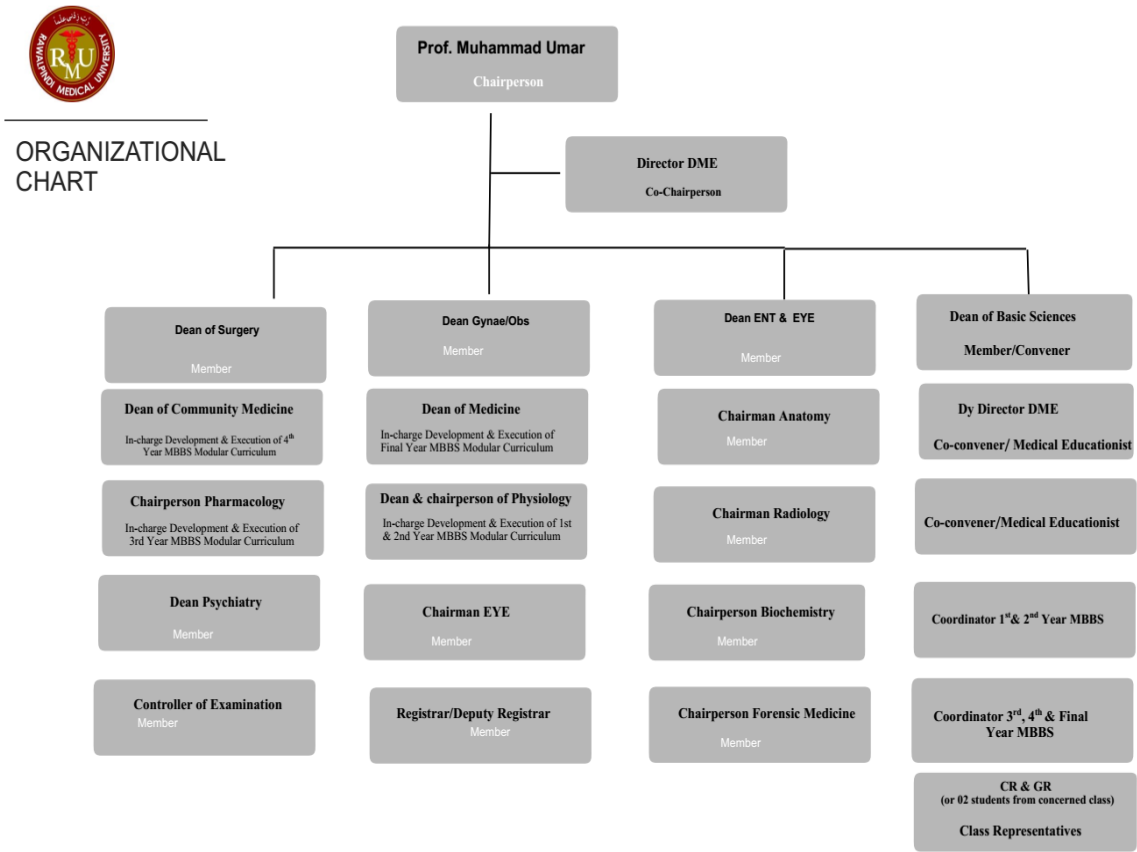 RAWALPINDI MEDICAL UNIVERSITY
RMU
ORGANIZATIONAL
CHART
Prof. Muhammad Umar
Chairperson
Director DME
Co-Chairperson
Dean of Surgery
Member
Dean of Community Medicine
In-charge Development & Execution of 4th
Year MBBS Modular Curriculum
Chairperson Pharmacology
In-charge Development & Execution of
3rd Year MBBS Modular Curriculum
Dean Psychiatry
Member
Controller of Examination
Member
Dean Gynae/Obs
Member
Dean of Medicine
In-charge Development & Execution of
Final Year MBBS Modular Curriculum
Dean & chairperson of Physiology
In-charge Development & Execution of 1st
& 2nd Year MBBS Modular Curriculum
Chairman EYE
Member
Registrar/Deputy Registrar
Member
Dean ENT & EYE
Member
Chairman Anatomy
Member
Chairman Radiology
Member
Chairperson Biochemistry
Member
Chairperson Forensic Medicine
Member
Dean of Basic Sciences
Member/Convener
Dy Director DME
Co-convener/ Medical Educationist
Co-convener/Medical Educationist
Coordinator 1st& 2nd Year MBBS
Coordinator 3rd, 4th & Final
Year MBBS
CR & GR
(or 02 students from concerned class)
Class Representatives